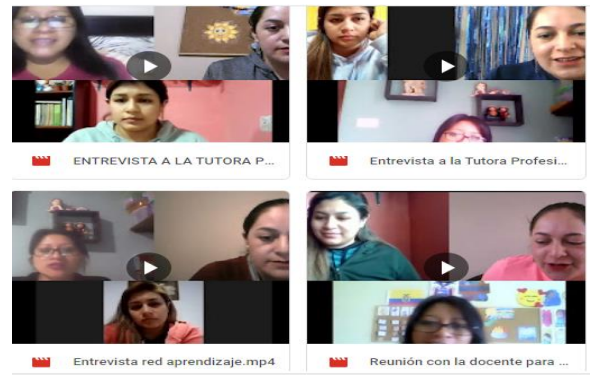 ENTREVISTA A LA TUTORA P...
Entrevista a la Tutora Profesi...
Entrevista red aprendizaje.mp4
Reunión con la docente para ...